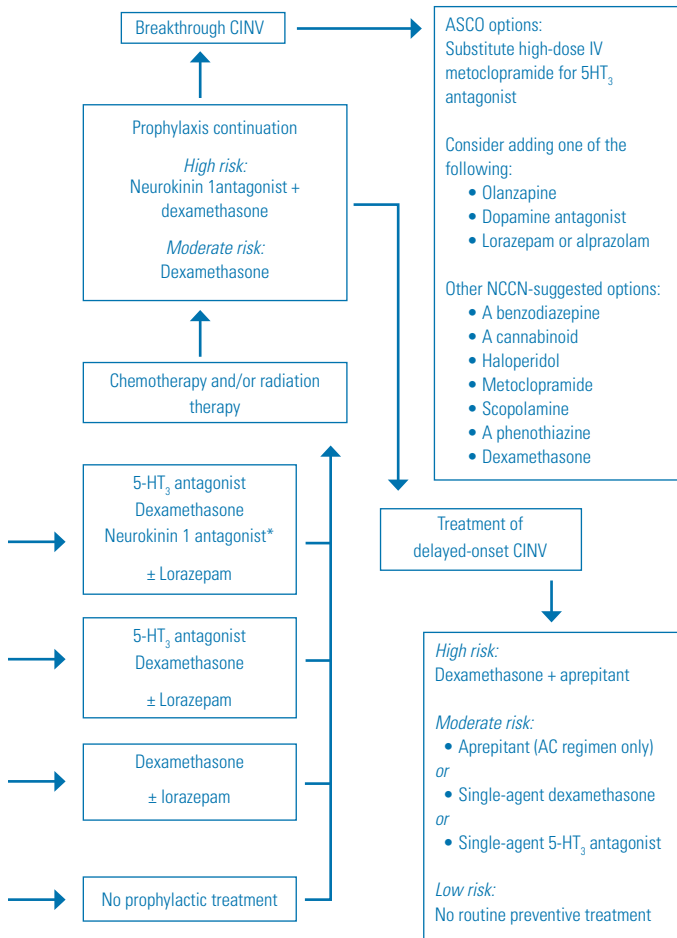 Breakthrough CINV
ASCO options:
Substitute high-dose IV
metoclopramide for 5HT₃
antagonist
Consider adding one of the
following:
• Olanzapine
• Dopamine antagonist
• Lorazepam or alprazolam
Other NCCN-suggested options:
• A benzodiazepine
• A cannabinoid
• Haloperidol
• Metoclopramide
• Scopolamine
• A phenothiazine
• Dexamethasone
Prophylaxis continuation
High risk:
Neurokinin 1antagonist +
dexamethasone
Moderate risk:
Dexamethasone
Chemotherapy and/or radiation
therapy
5-HT₃ antagonist
Dexamethasone
Neurokinin 1 antagonist*
± Lorazepam
5-HT₃ antagonist
Dexamethasone
± Lorazepam
Dexamethasone
± lorazepam
No prophylactic treatment
Treatment of
delayed-onset CINV
High risk:
Dexamethasone + aprepitant
Moderate risk:
• Aprepitant (AC regimen only)
or
• Single-agent dexamethasone
or
• Single-agent 5-HT₃ antagonist
Low risk:
No routine preventive treatment